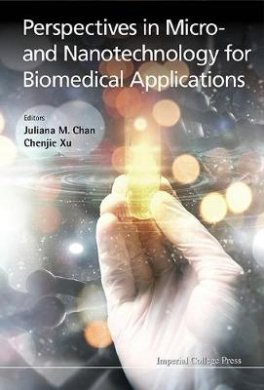 Perspectives in Micro-
and Nanotechnology for
Biomedical Applications
Editors
Juliana M. Chan
Chenjie Xu
Imperial College Press